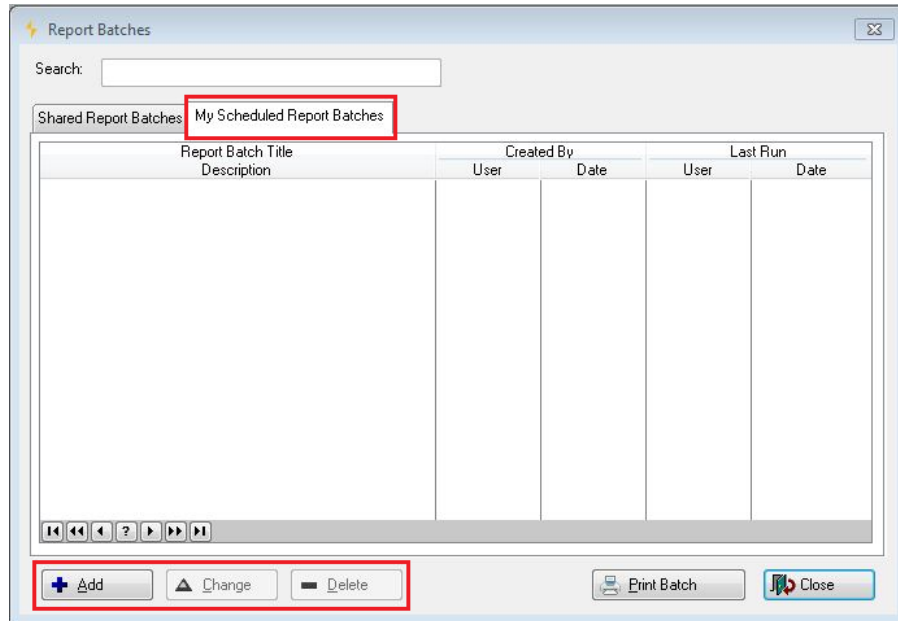 Report Batches
Search:
Shared Report Batches My Scheduled Report Batches
Report Batch Title Created By Last Run
Description User Date User Date
?
Add Change Delete Print Batch Close